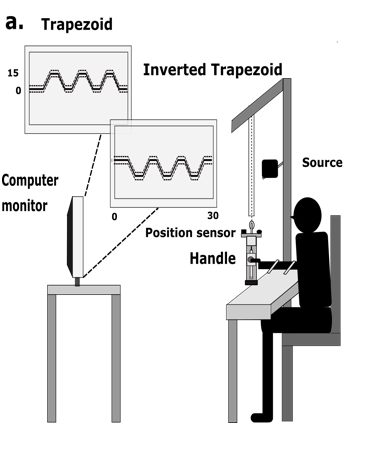 a. Trapezoid
15
0
Inverted Trapezoid
Source
Computer
monitor
0 30
Position sensor
Handle